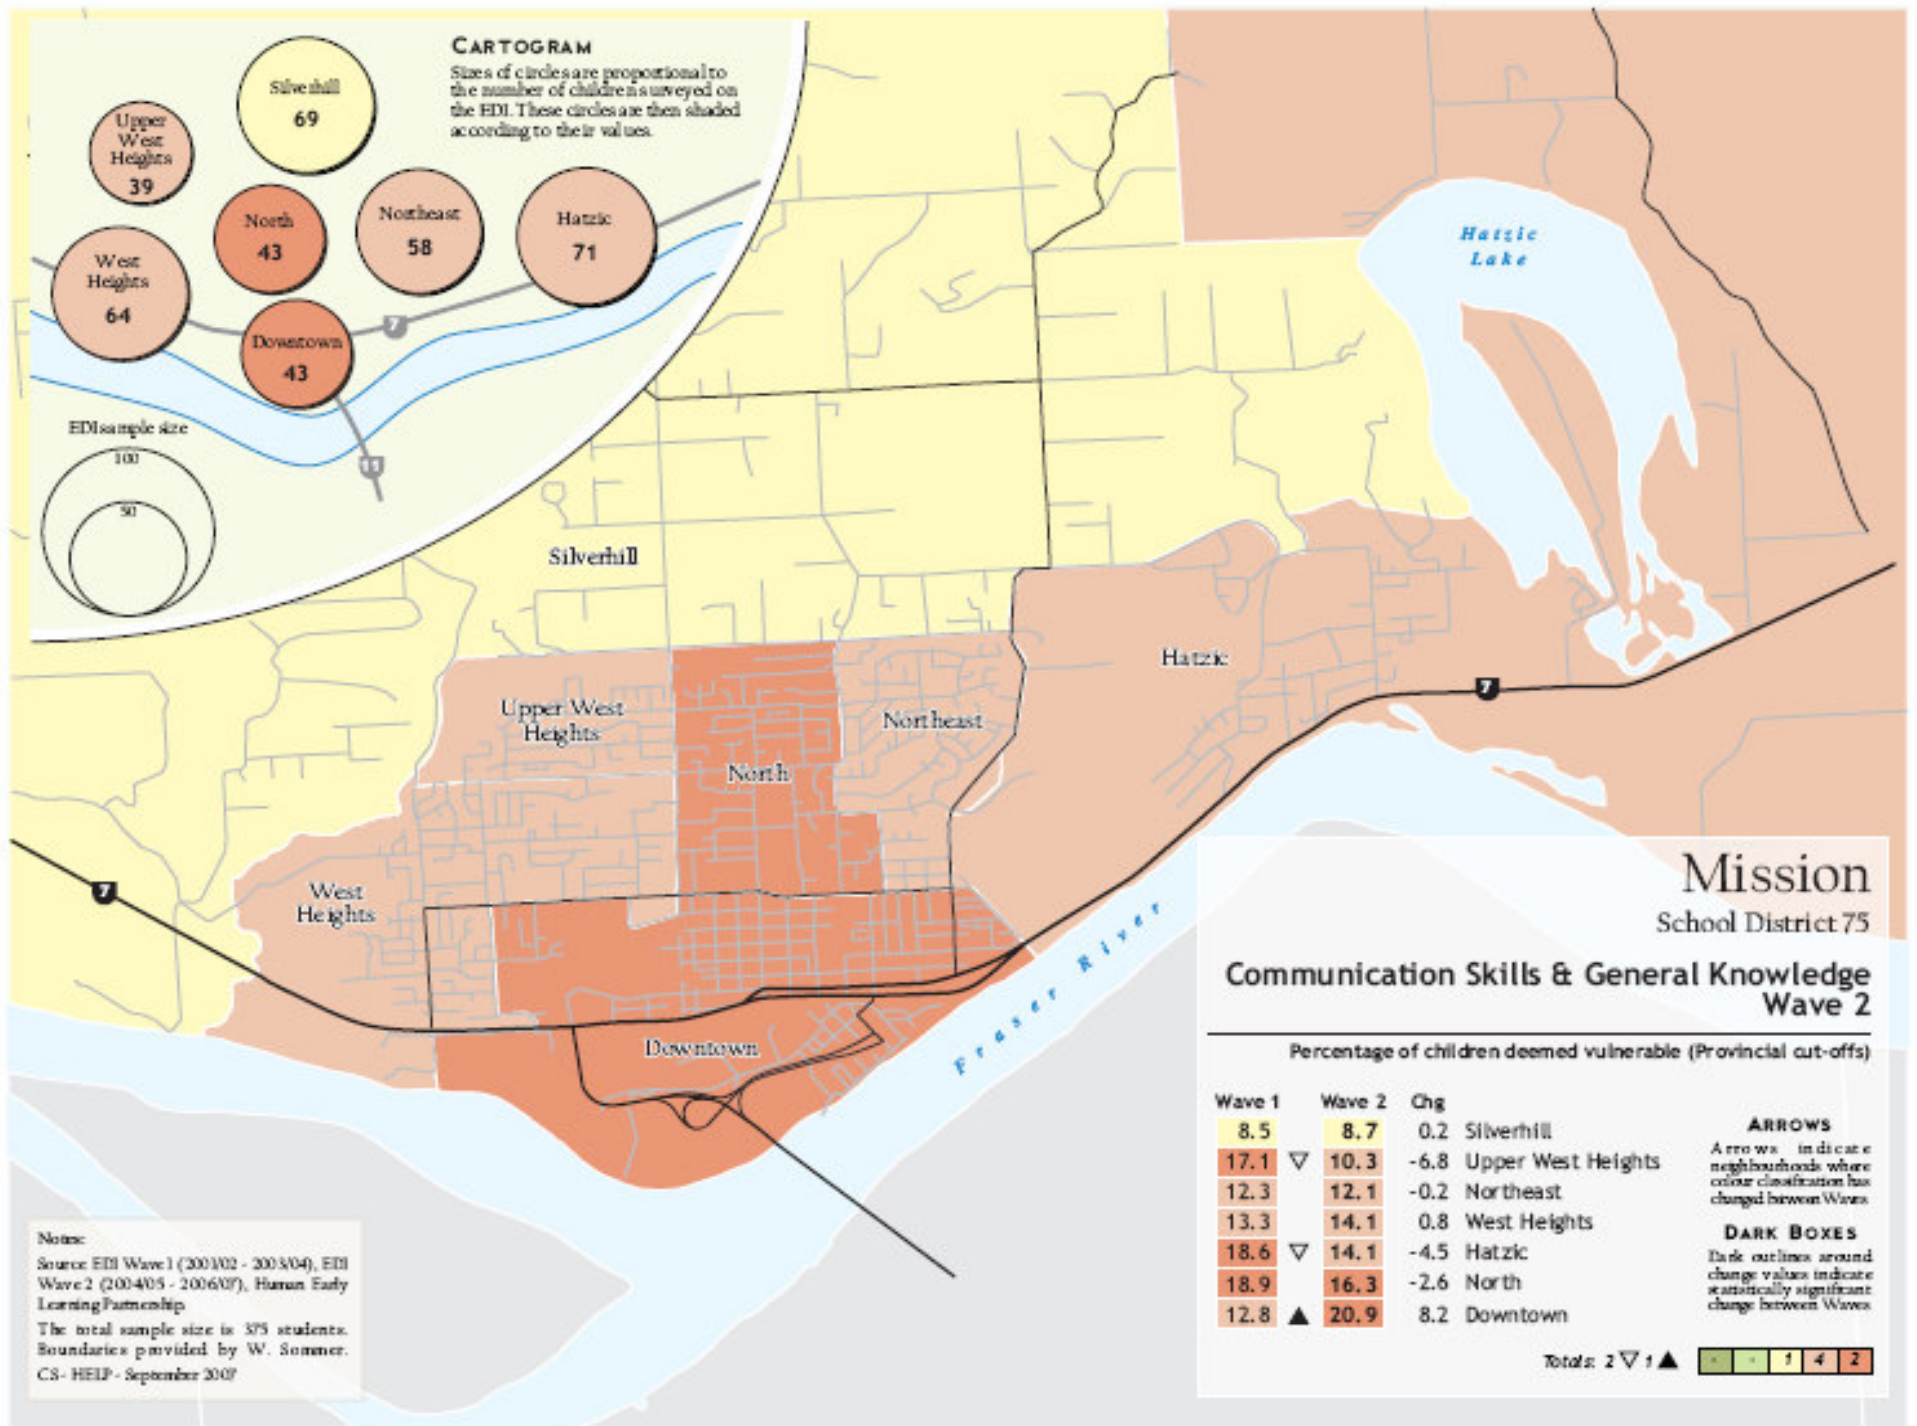 CARTOGRAM
Sizes of circles are proportional to
the number of children surveyed on
the EDI. These circles are then shaded
according to their values.
Silverhill
69
Upper
West
Heights
39
North
43
Northeast
58
Hatzic
71
West
Heights
64
Downtown
43
7
11
EDI sample size
100
50
Hatzic
Lake
Silverhill
Hatzic
7
Upper West
Heights
Northeast
North
7
West
Heights
Downtown
Fraser River
Mission
School District 75
Communication Skills & General Knowledge
Wave 2
Percentage of children deemed vulnerable (Provincial cut-offs)
Wave 1 Wave 2 Chg
8.5 8.7 0.2 Silverhill
17.1 ▽ 10.3 -6.8 Upper West Heights
12.3 12.1 -0.2 Northeast
13.3 14.1 0.8 West Heights
18.6 ▽ 14.1 -4.5 Hatzic
18.9 16.3 -2.6 North
12.8 ▲ 20.9 8.2 Downtown
ARROWS
Arrows indicate
neighbourhoods where
colour classification has
changed between Waves
DARK BOXES
Dark outlines around
change values indicate
statistically significant
change between Waves
Totals: 2 ▽ 1 ▲ - - 1 4 2
Notes:
Source: EDI Wave 1 (2001/02 - 2003/04), EDI
Wave 2 (2004/05 - 2006/07), Human Early
Learning Partnership
The total sample size is 375 students.
Boundaries provided by W. Sommer.
CS - HELP - September 2007